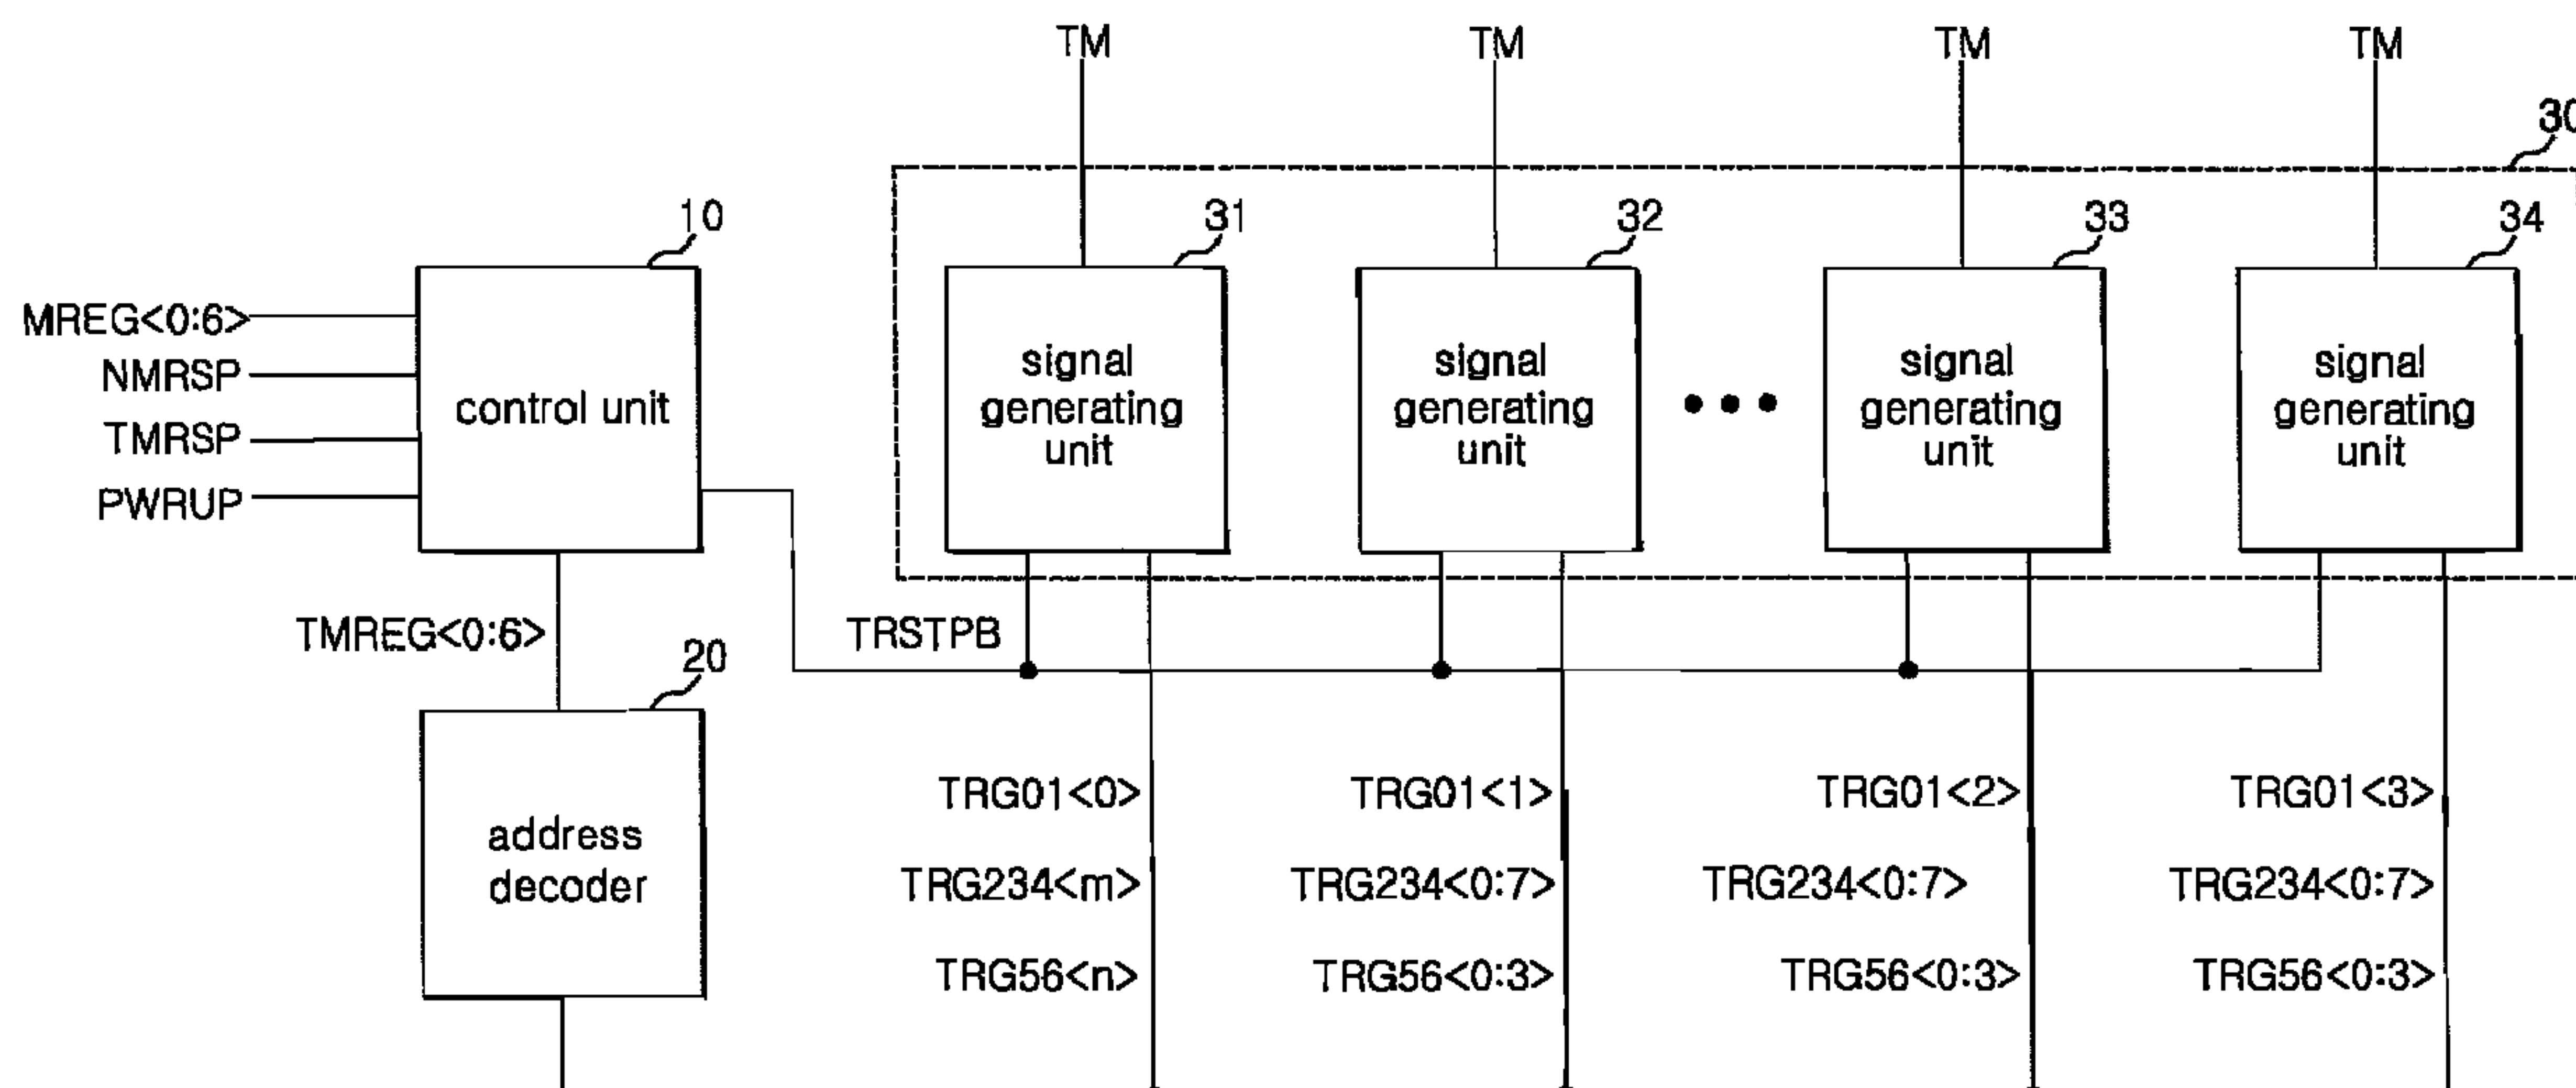 TM TM TM TM
30
10 31 32 33 34
MREG<0:6>
NMRSP
TMRSP
PWRUP
control unit
signal
generating
unit
signal
generating
unit
signal
generating
unit
signal
generating
unit
TMREG<0:6>
TRSTPB
20
address
decoder
TRG01<0> TRG01<1> TRG01<2> TRG01<3>
TRG234<m> TRG234<0:7> TRG234<0:7> TRG234<0:7>
TRG56<n> TRG56<0:3> TRG56<0:3> TRG56<0:3>